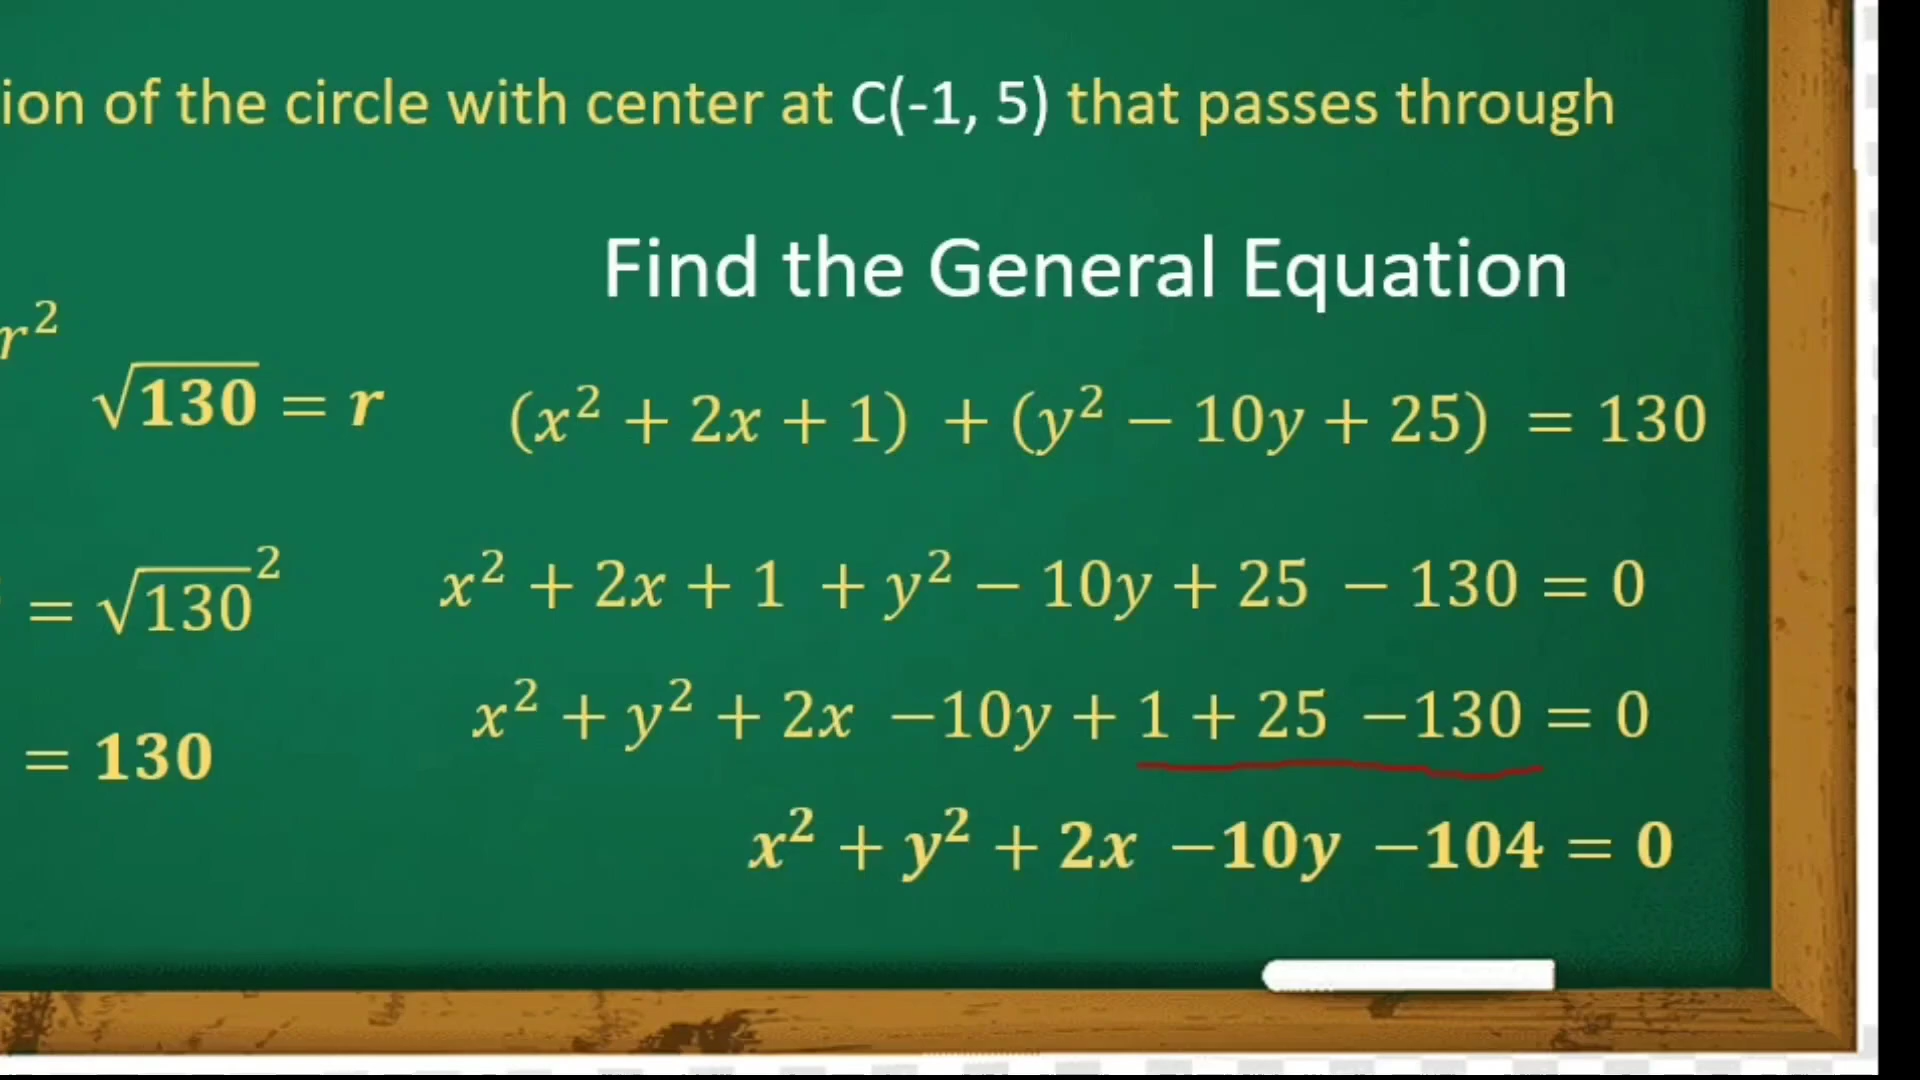 ion of the circle with center at C(-1, 5) that passes through
Find the General Equation
r²
√130 = r
(x² + 2x + 1) + (y² − 10y + 25) = 130
= √130²
x² + 2x + 1 + y² − 10y + 25 − 130 = 0
x² + y² + 2x −10y + 1 + 25 −130 = 0
= 130
x² + y² + 2x −10y −104 = 0